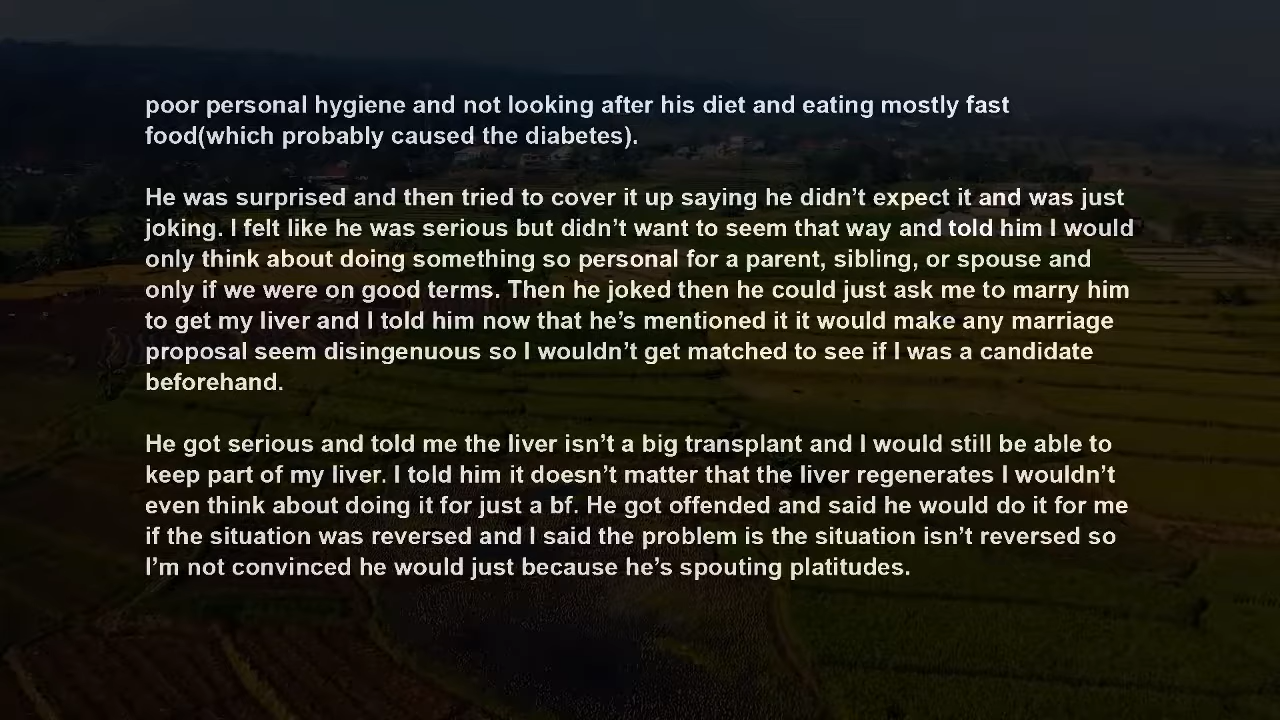 poor personal hygiene and not looking after his diet and eating mostly fast
food(which probably caused the diabetes).
He was surprised and then tried to cover it up saying he didn’t expect it and was just
joking. I felt like he was serious but didn’t want to seem that way and told him I would
only think about doing something so personal for a parent, sibling, or spouse and
only if we were on good terms. Then he joked then he could just ask me to marry him
to get my liver and I told him now that he’s mentioned it it would make any marriage
proposal seem disingenuous so I wouldn’t get matched to see if I was a candidate
beforehand.
He got serious and told me the liver isn’t a big transplant and I would still be able to
keep part of my liver. I told him it doesn’t matter that the liver regenerates I wouldn’t
even think about doing it for just a bf. He got offended and said he would do it for me
if the situation was reversed and I said the problem is the situation isn’t reversed so
I’m not convinced he would just because he’s spouting platitudes.